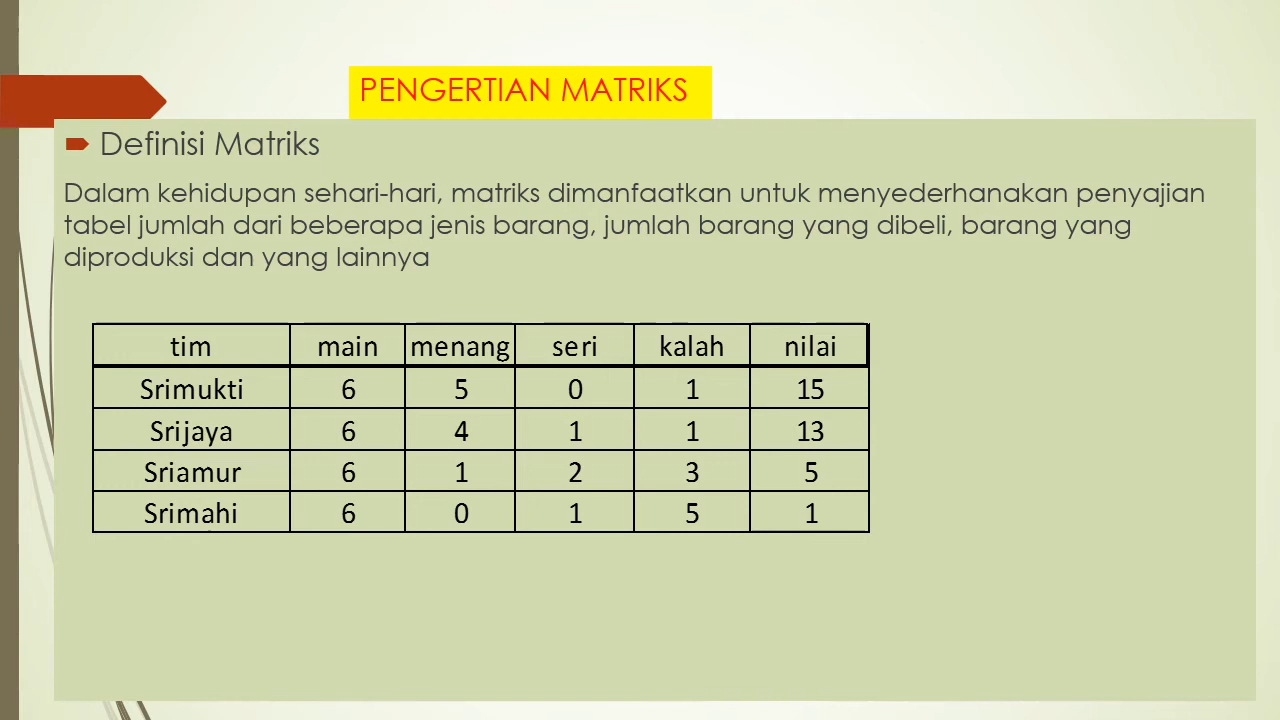 PENGERTIAN MATRIKS
Definisi Matriks
Dalam kehidupan sehari-hari, matriks dimanfaatkan untuk menyederhanakan penyajian
tabel jumlah dari beberapa jenis barang, jumlah barang yang dibeli, barang yang
diproduksi dan yang lainnya
tim main menang seri kalah nilai
Srimukti 6 5 0 1 15
Srijaya 6 4 1 1 13
Sriamur 6 1 2 3 5
Srimahi 6 0 1 5 1